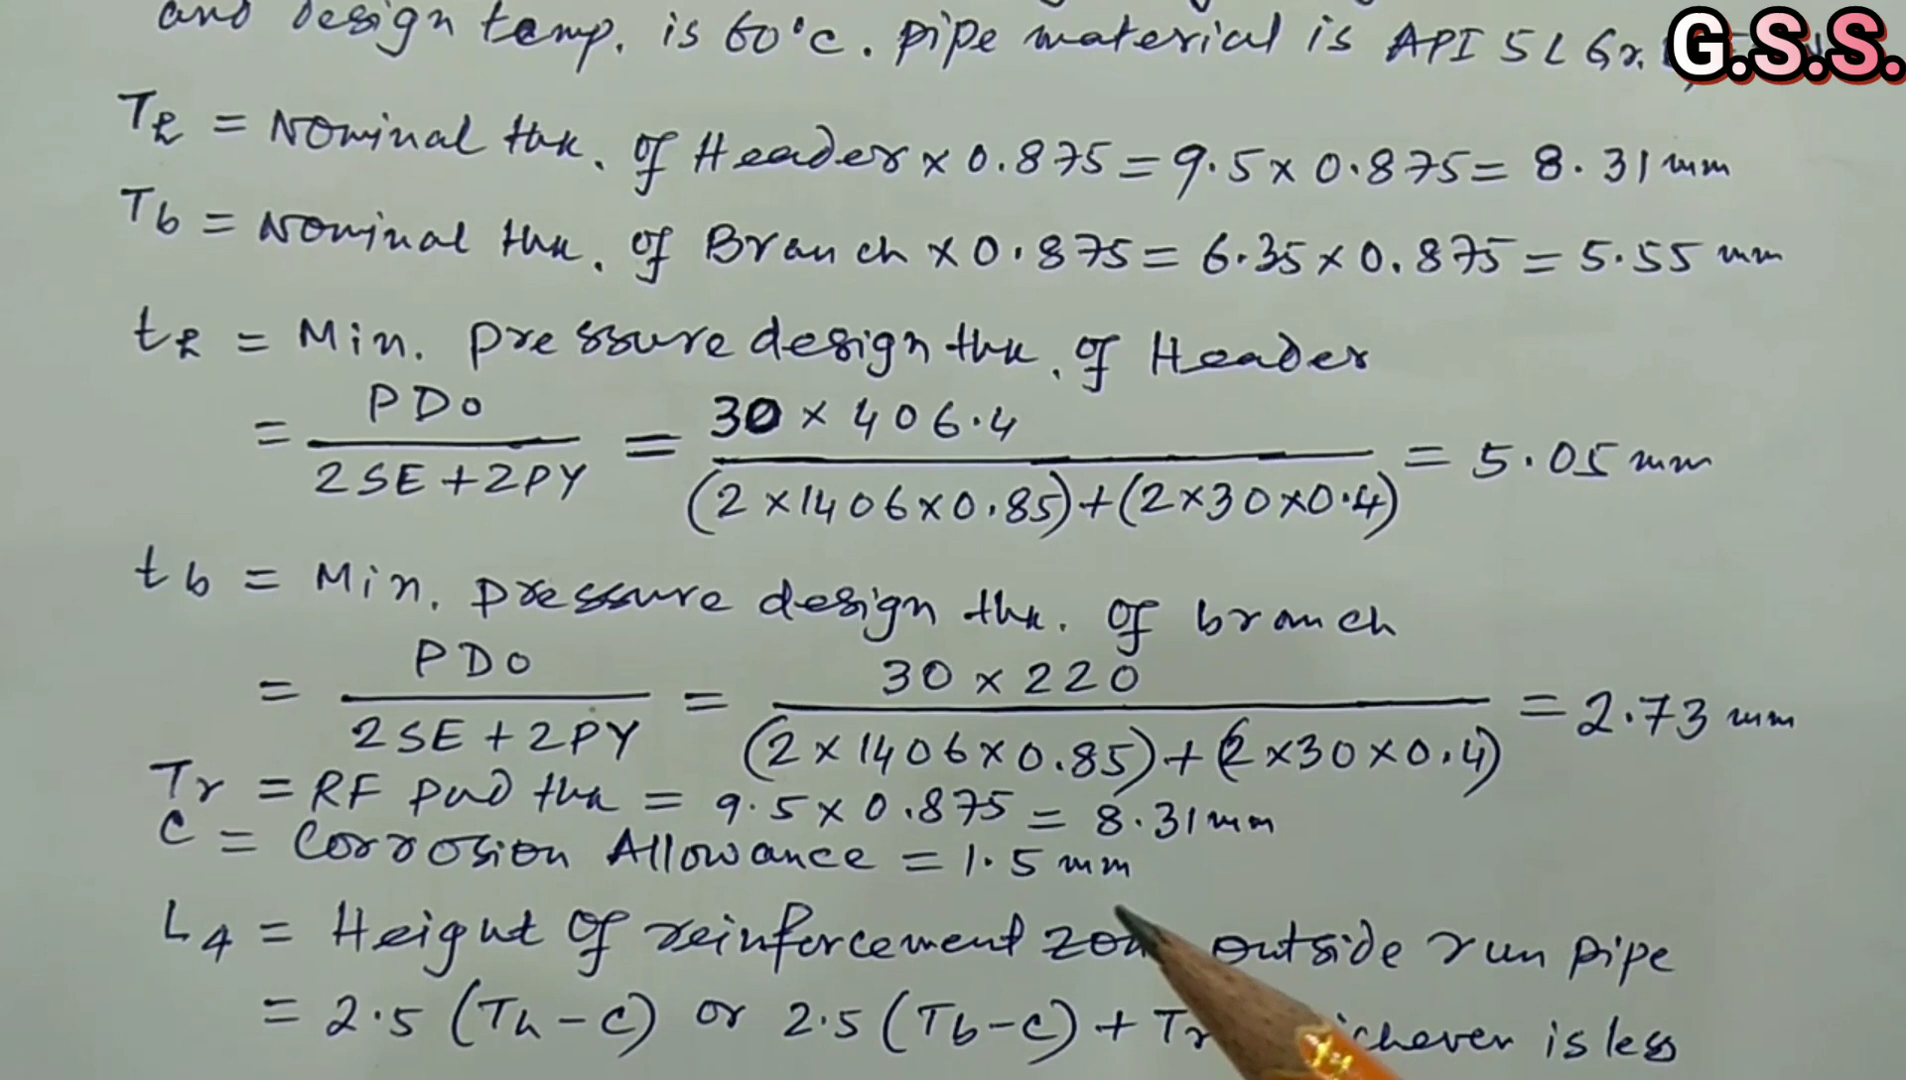 and design temp. is 60°c. pipe material is API 5L Gr.
G.S.S.
Th = Nominal thk. of Header x 0.875 = 9.5 x 0.875 = 8.31 mm
Tb = Nominal thk. of Branch x 0.875 = 6.35 x 0.875 = 5.55 mm
th = Min. pressure design thk. of Header
= PDo / 2SE+2PY = 30 x 406.4 / (2 x 1406 x 0.85) + (2 x 30 x 0.4) = 5.05 mm
tb = Min. pressure design thk. of branch
= PDo / 2SE+2PY = 30 x 220 / (2 x 1406 x 0.85) + (2 x 30 x 0.4) = 2.73 mm
Tr = RF pad thk = 9.5 x 0.875 = 8.31 mm
C = Corrosion Allowance = 1.5 mm
L4 = Height of reinforcement zone outside run pipe
= 2.5 (Th - C) or 2.5 (Tb - C) + Tr is less